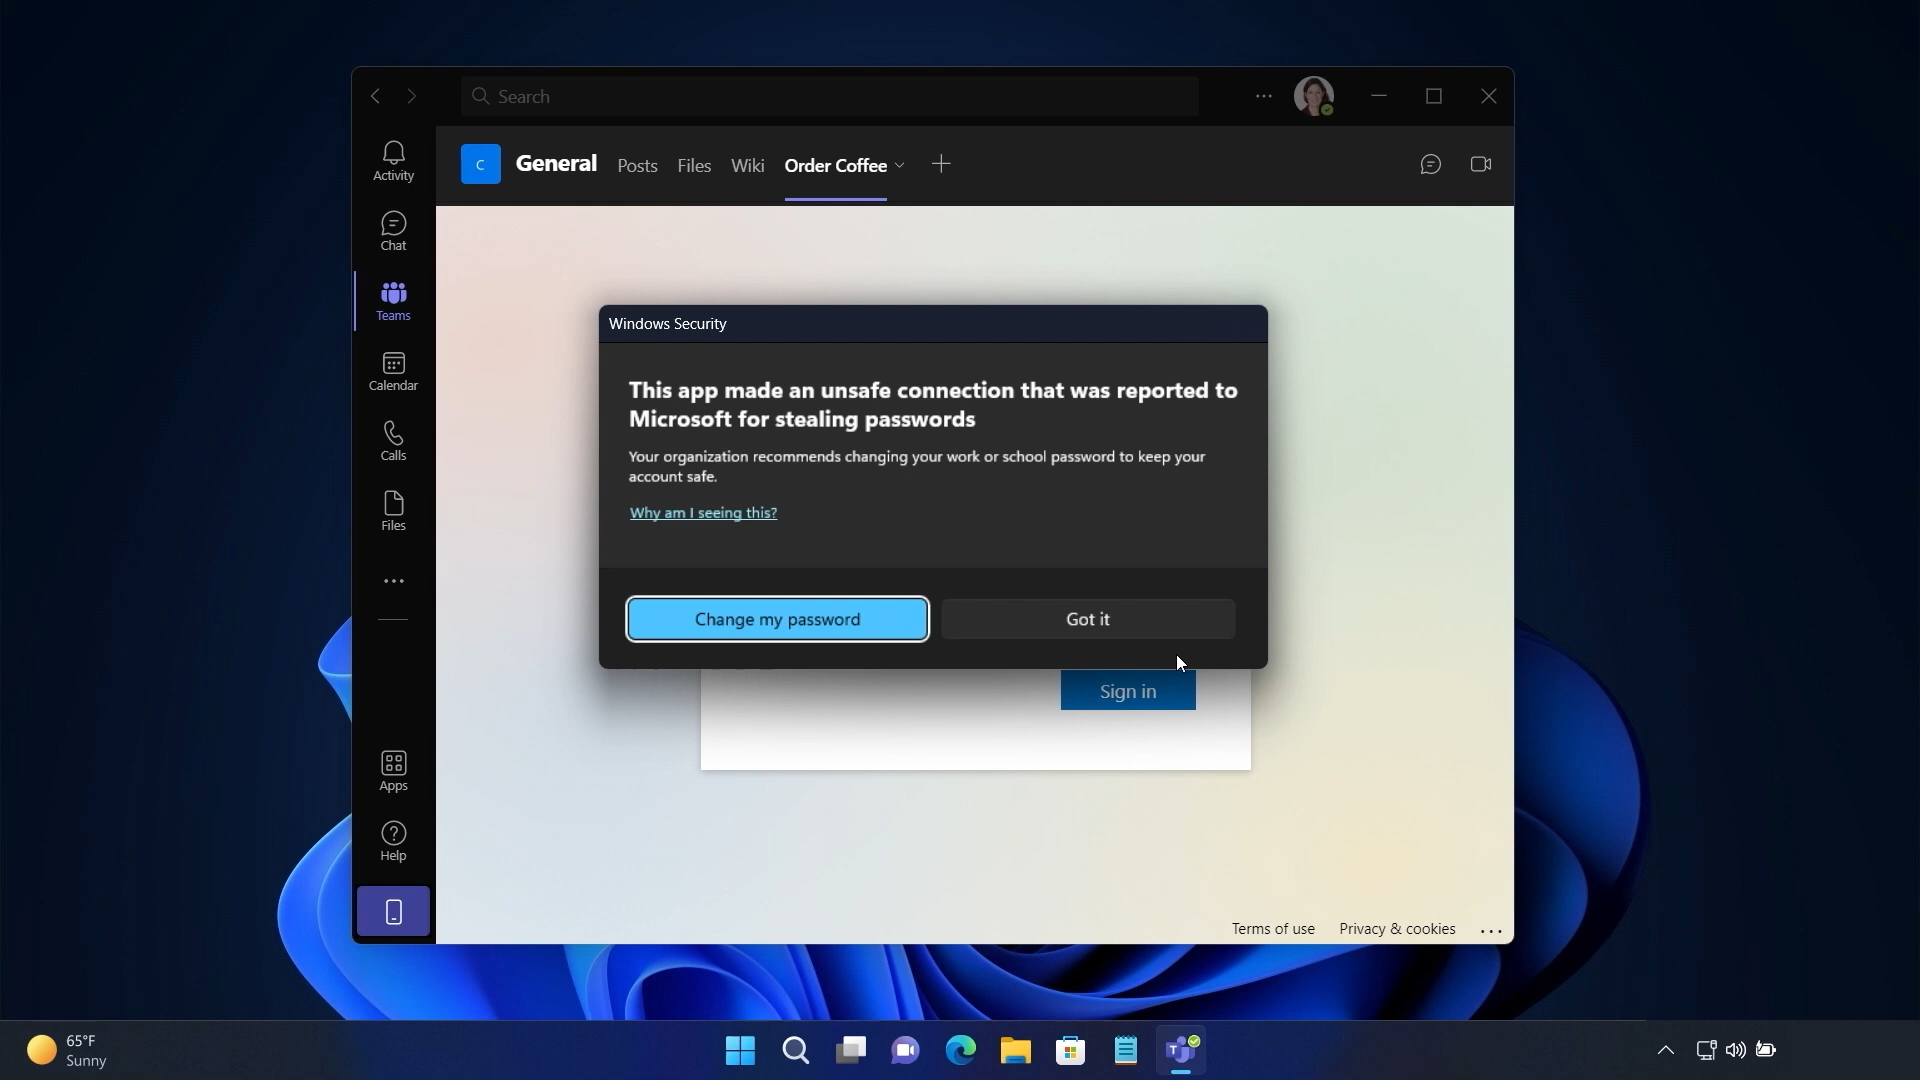 Search
C
General
Posts
Files
Wiki
Order Coffee
Activity
Chat
Teams
Calendar
Calls
Files
Apps
Help
Windows Security
This app made an unsafe connection that was reported to
Microsoft for stealing passwords
Your organization recommends changing your work or school password to keep your
account safe.
Why am I seeing this?
Change my password
Got it
Sign in
Terms of use
Privacy & cookies
65°F
Sunny
T